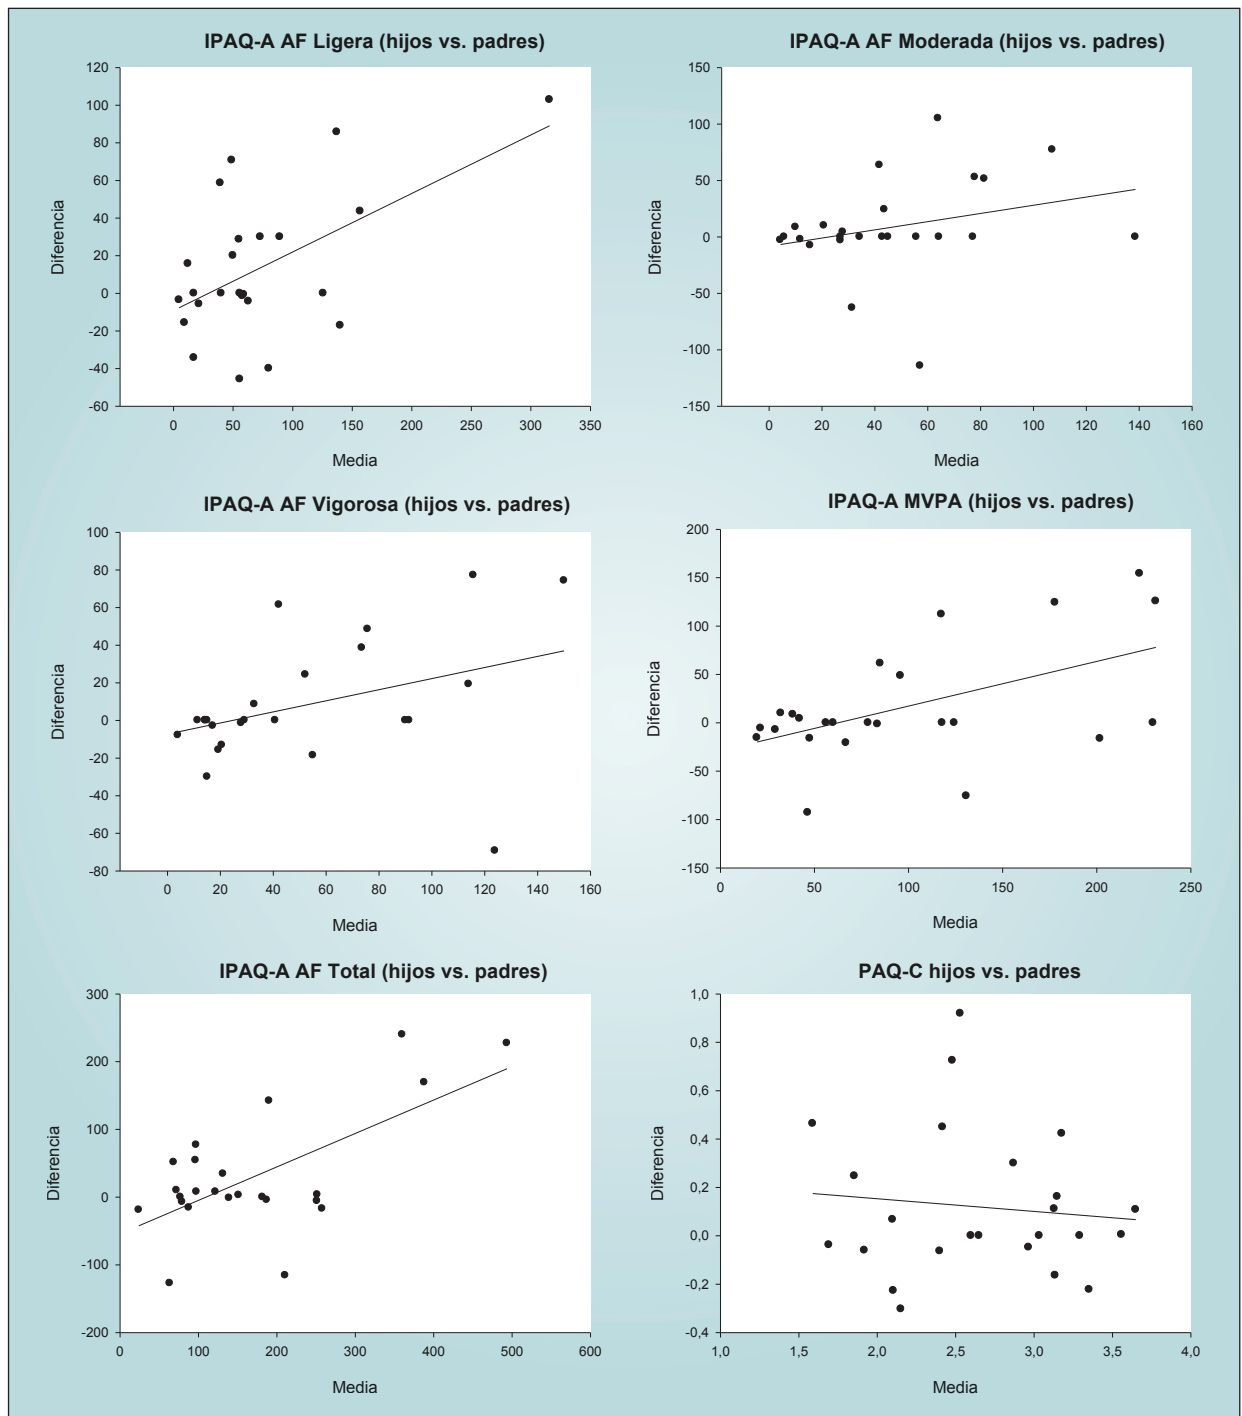 IPAQ-A AF Ligera (hijos vs. padres)
120
100
80
60
40
20
0
-20
-40
-60
Diferencia
0 50 100 150 200 250 300 350
Media
IPAQ-A AF Moderada (hijos vs. padres)
150
100
50
0
-50
-100
-150
Diferencia
0 20 40 60 80 100 120 140 160
Media
IPAQ-A AF Vigorosa (hijos vs. padres)
100
80
60
40
20
0
-20
-40
-60
-80
Diferencia
0 20 40 60 80 100 120 140 160
Media
IPAQ-A MVPA (hijos vs. padres)
200
150
100
50
0
-50
-100
-150
Diferencia
0 50 100 150 200 250
Media
IPAQ-A AF Total (hijos vs. padres)
300
200
100
0
-100
-200
Diferencia
0 100 200 300 400 500 600
Media
PAQ-C hijos vs. padres
1,0
0,8
0,6
0,4
0,2
0,0
-0,2
-0,4
Diferencia
1,0 1,5 2,0 2,5 3,0 3,5 4,0
Media